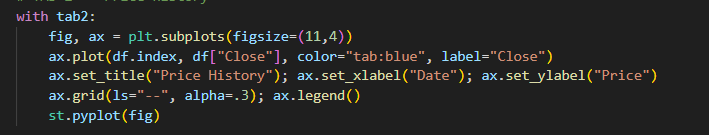 with tab2:
    fig, ax = plt.subplots(figsize=(11,4))
    ax.plot(df.index, df["Close"], color="tab:blue", label="Close")
    ax.set_title("Price History"); ax.set_xlabel("Date"); ax.set_ylabel("Price")
    ax.grid(ls="--", alpha=.3); ax.legend()
    st.pyplot(fig)